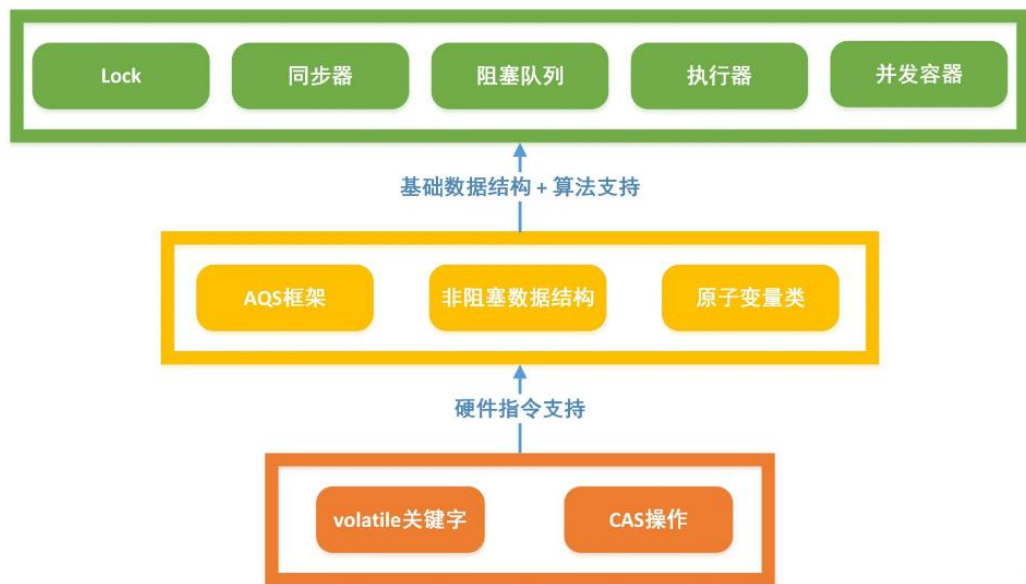 Lock
同步器
阻塞队列
执行器
并发容器
基础数据结构 + 算法支持
AQS框架
非阻塞数据结构
原子变量类
硬件指令支持
volatile关键字
CAS操作